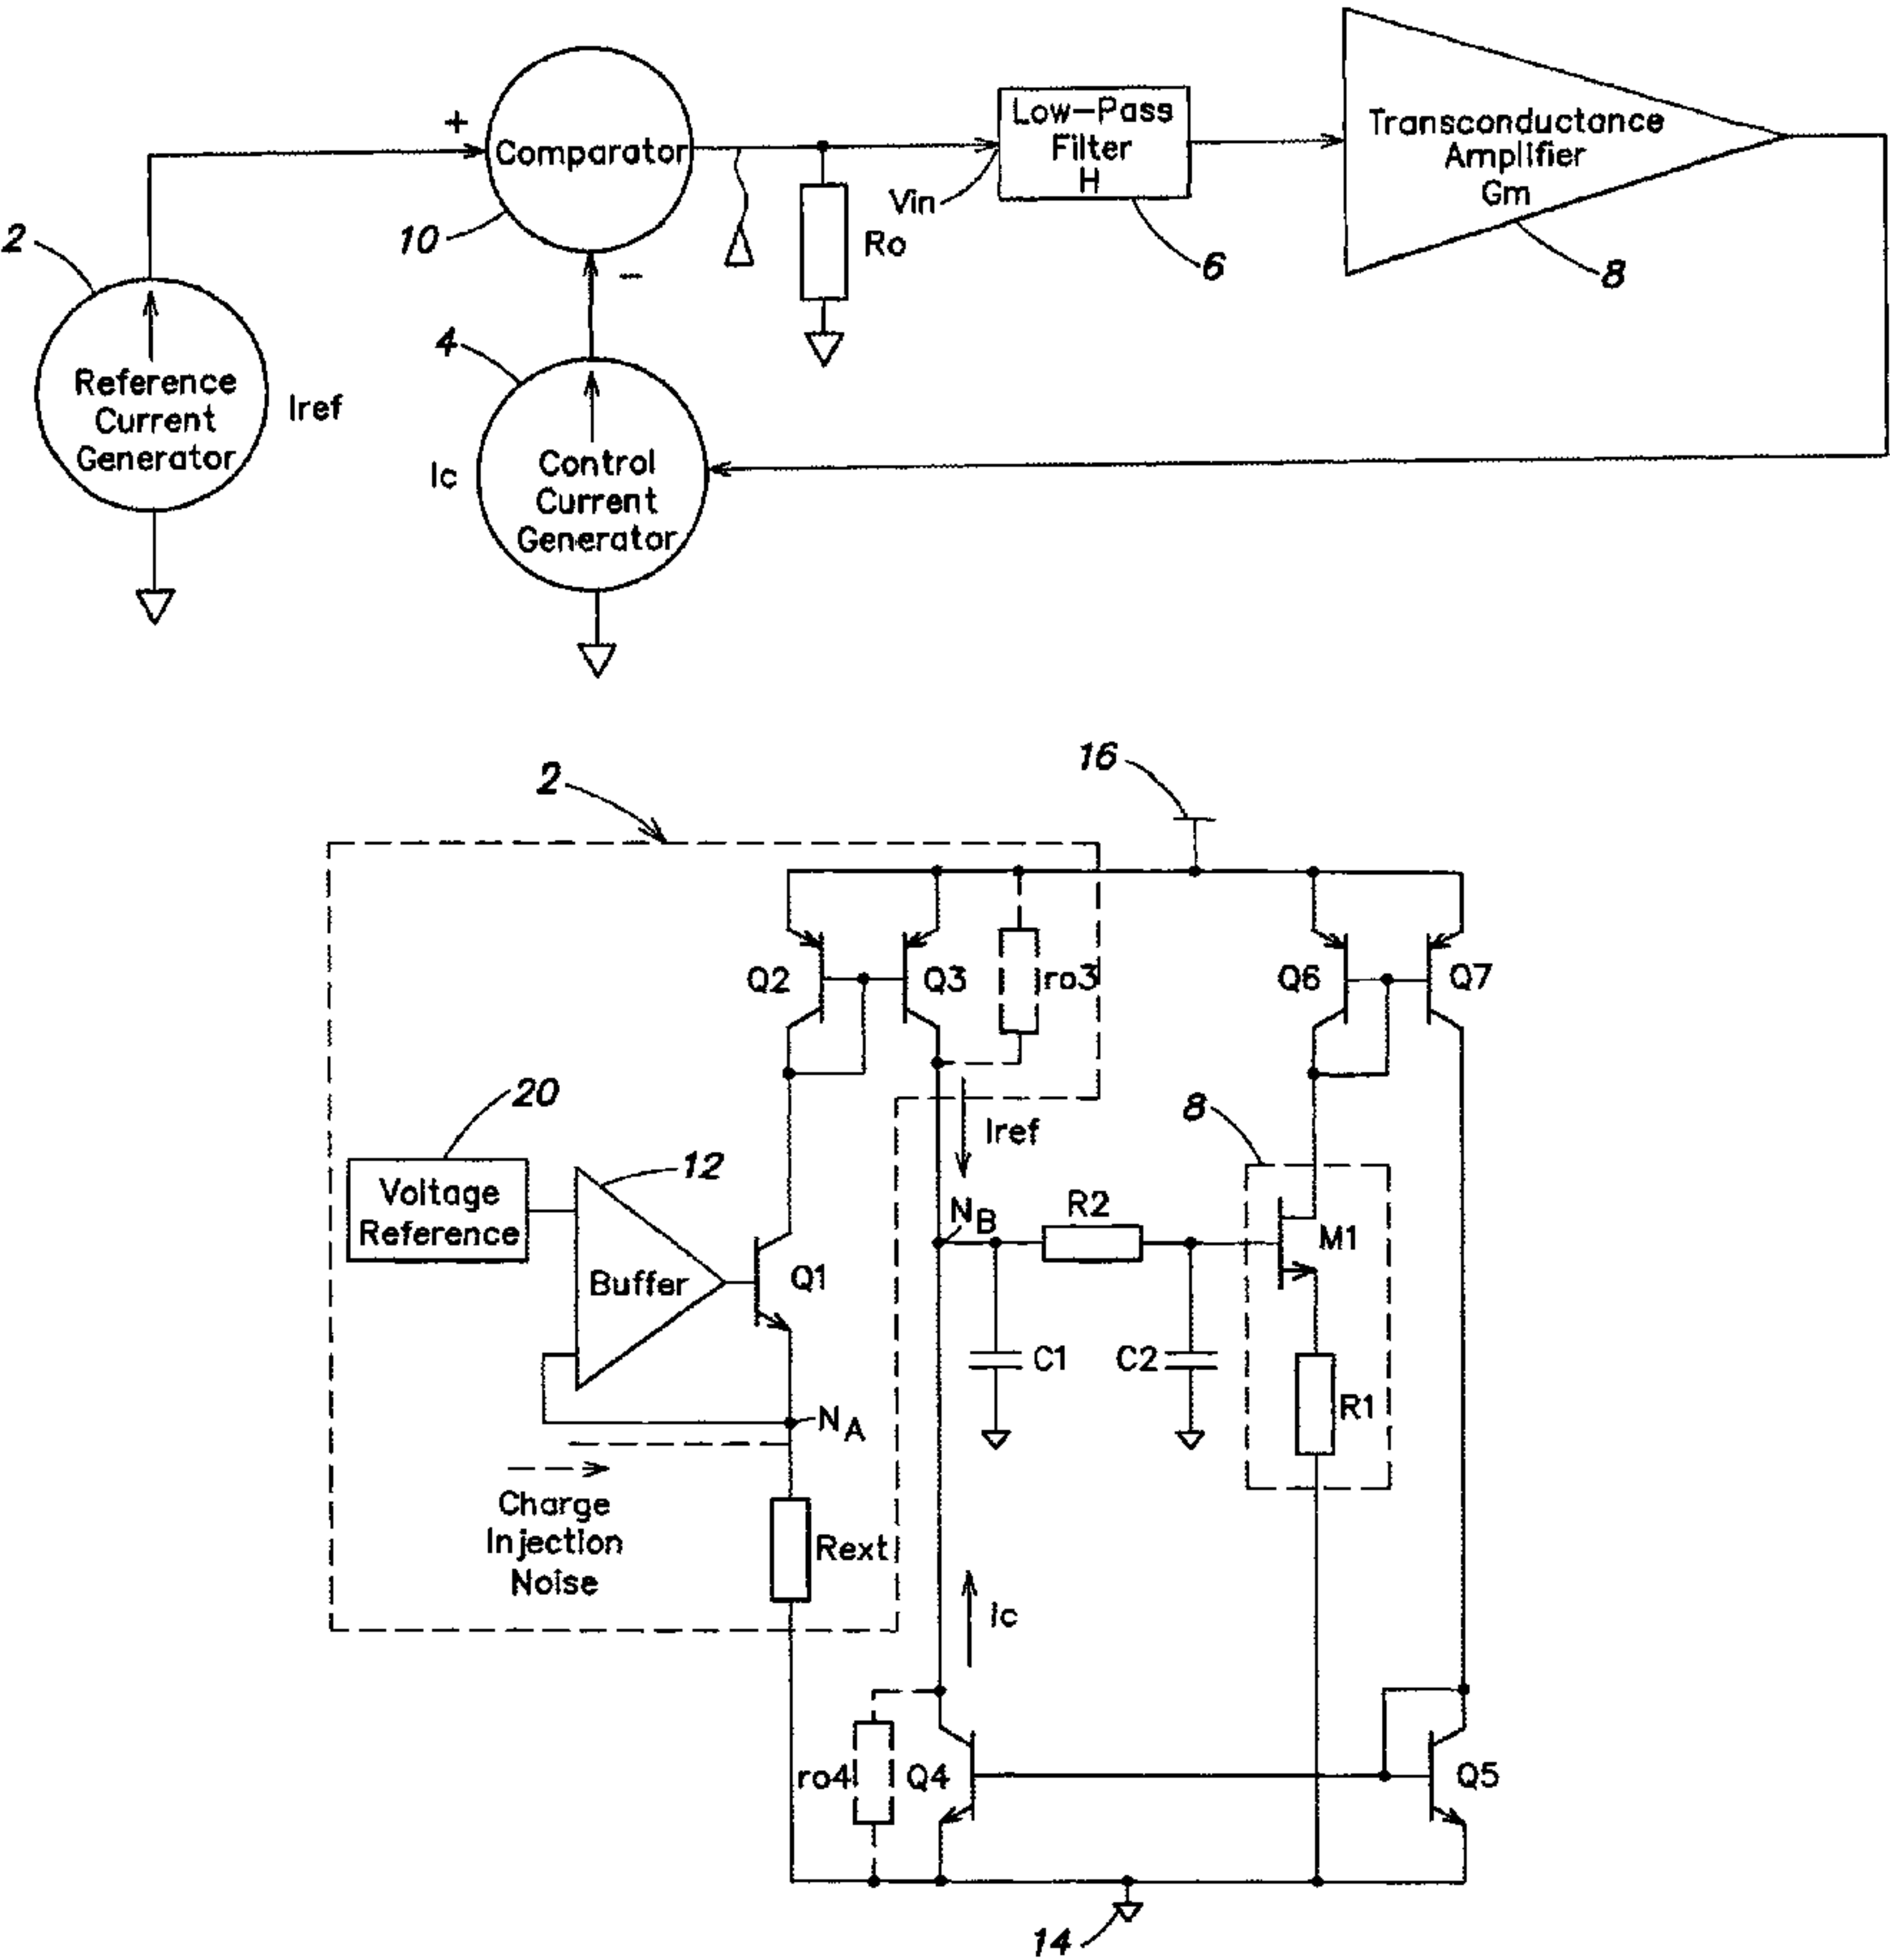 +
Comparator
10
−
Vin
Ro
Low-Pass
Filter
H
6
Transconductance
Amplifier
Gm
8
2
Reference
Current
Generator
Iref
4
Ic
Control
Current
Generator
2
16
Q2
Q3
ro3
Q6
Q7
20
Voltage
Reference
12
Buffer
Q1
Iref
NB
R2
8
M1
C1
C2
R1
NA
Charge
Injection
Noise
Rext
Ic
ro4
Q4
Q5
14